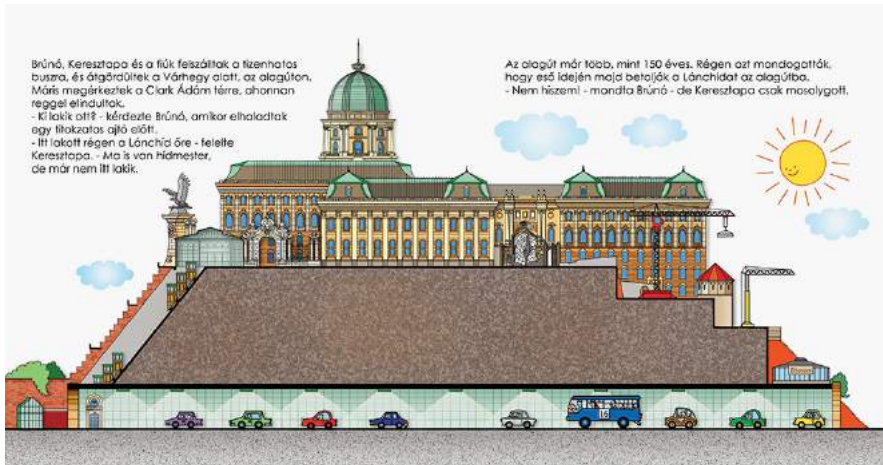 Brúnó, Keresztapa és a fiúk felszálltak a tizenhatos
buszra, és átgördültek a Várhegy alatt, az alagúton.
Máris megérkeztek a Clark Ádám térre, ahonnan
reggel elindultak.
- Ki lakik ott? - kérdezte Brúnó, amikor elhaladtak
egy titokzatos ajtó előtt.
- Itt lakott régen a Lánchíd őre - felelte
Keresztapa. - Ma is van hídmester,
de már nem itt lakik.
Az alagút már több, mint 150 éves. Régen azt mondogatták,
hogy eső idején majd betolják a Lánchidat az alagútba.
- Nem hiszem! - mondta Brúnó - de Keresztapa csak mosolygott.
16